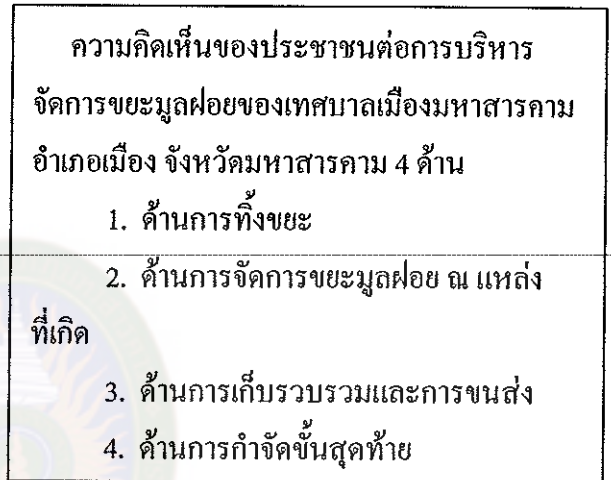 ความคิดเห็นของประชาชนต่อการบริหาร
จัดการขยะมูลฝอยของเทศบาลเมืองมหาสารคาม
อำเภอเมือง จังหวัดมหาสารคาม 4 ด้าน
1. ด้านการทิ้งขยะ
2. ด้านการจัดการขยะมูลฝอย ณ แหล่ง
ที่เกิด
3. ด้านการเก็บรวบรวมและการขนส่ง
4. ด้านการกำจัดขั้นสุดท้าย